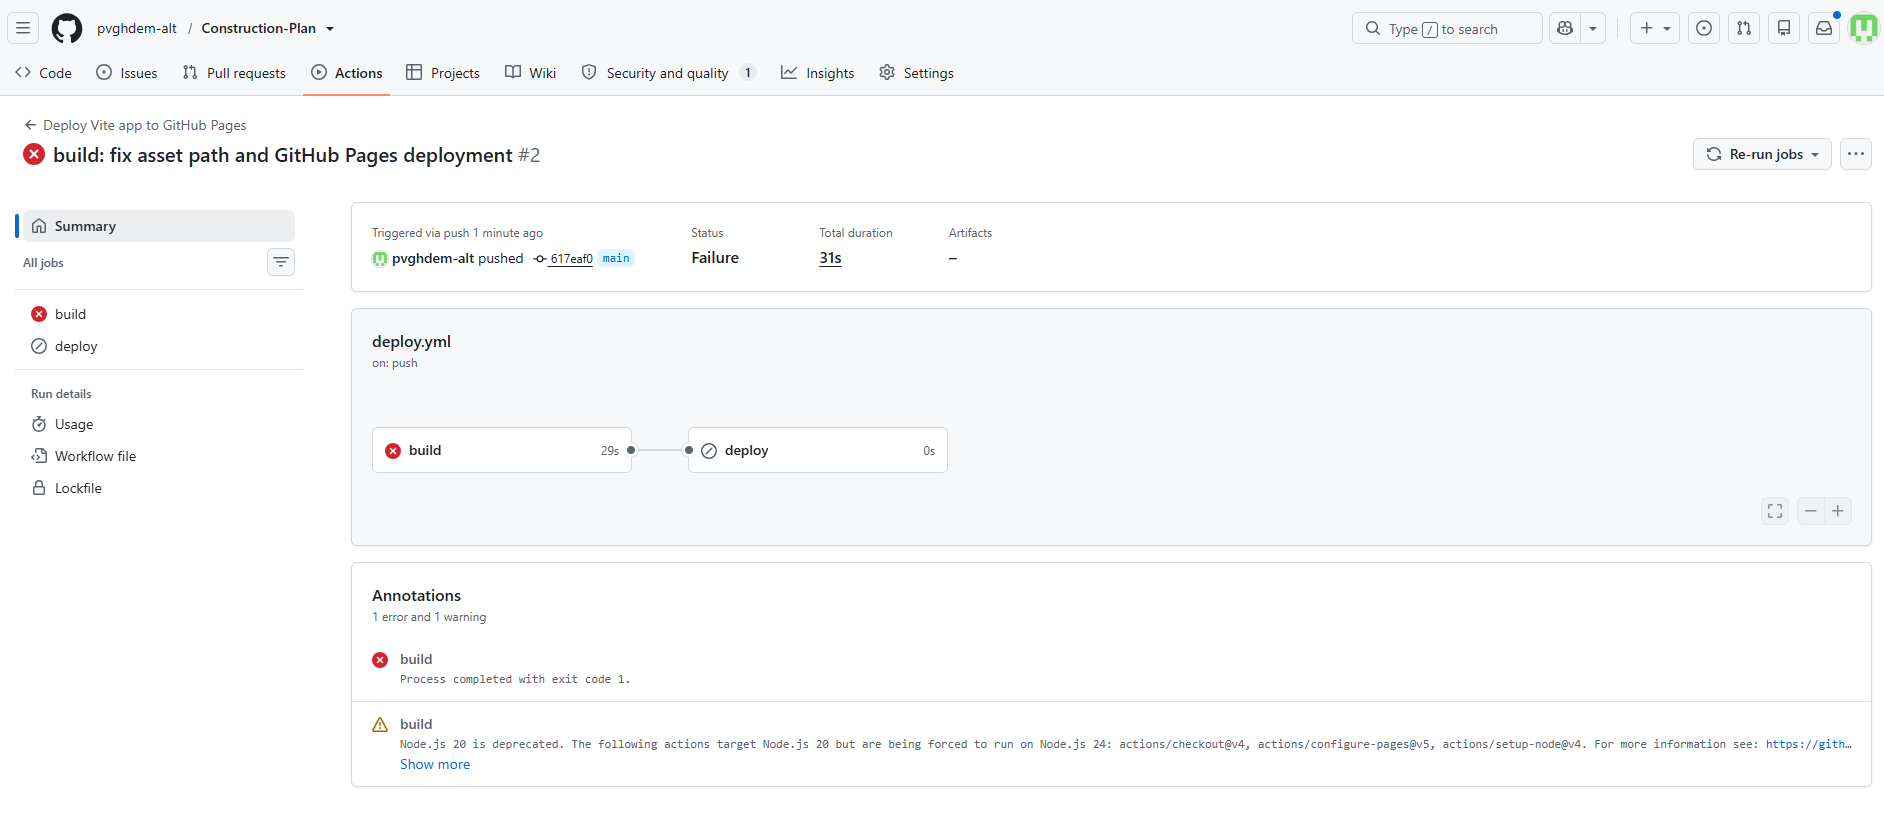 pvghdem-alt / Construction-Plan
Type / to search
Code
Issues
Pull requests
Actions
Projects
Wiki
Security and quality 1
Insights
Settings
Deploy Vite app to GitHub Pages
build: fix asset path and GitHub Pages deployment #2
Re-run jobs
Summary
All jobs
build
deploy
Run details
Usage
Workflow file
Lockfile
Triggered via push 1 minute ago
pvghdem-alt pushed 617eaf0 main
Status
Failure
Total duration
31s
Artifacts
–
deploy.yml
on: push
build 29s
deploy 0s
Annotations
1 error and 1 warning
build
Process completed with exit code 1.
build
Node.js 20 is deprecated. The following actions target Node.js 20 but are being forced to run on Node.js 24: actions/checkout@v4, actions/configure-pages@v5, actions/setup-node@v4. For more information see: https://gith…
Show more